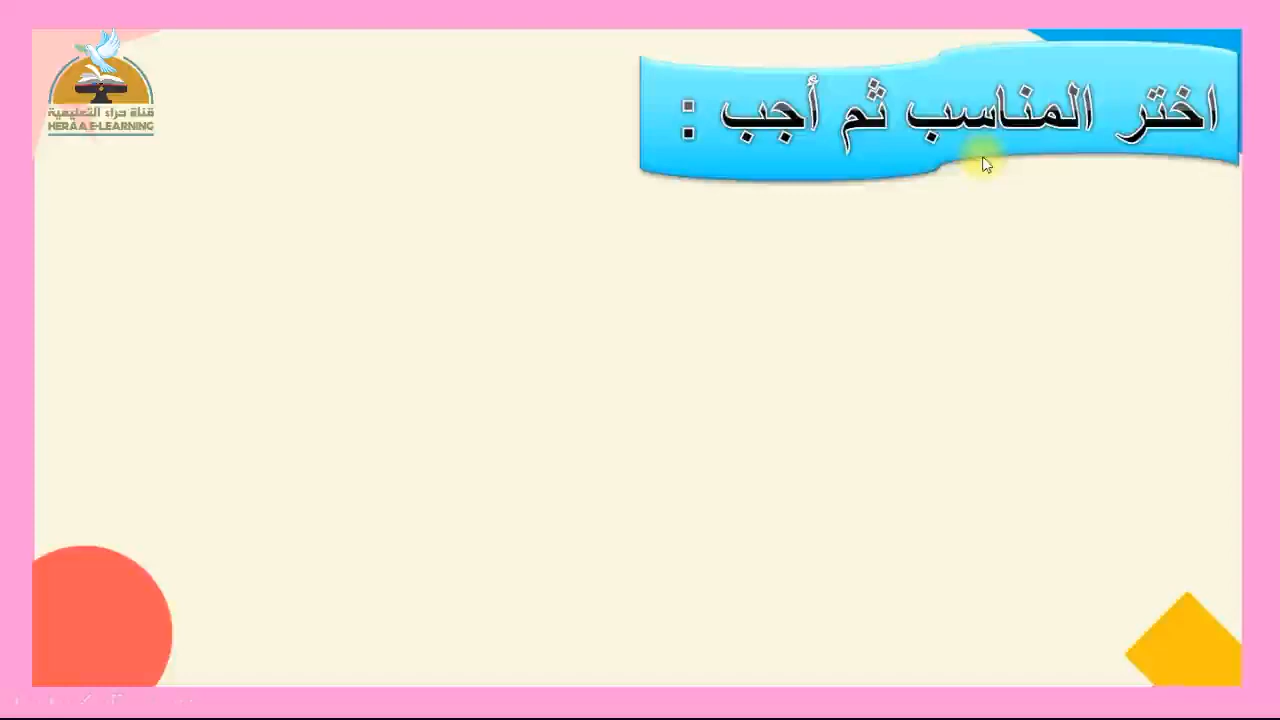 اختر المناسب ثم أجب :
قناة حراء التعليمية
HERAA E-LEARNING